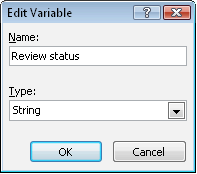 Edit Variable
Name:
Review status
Type:
String
OK Cancel